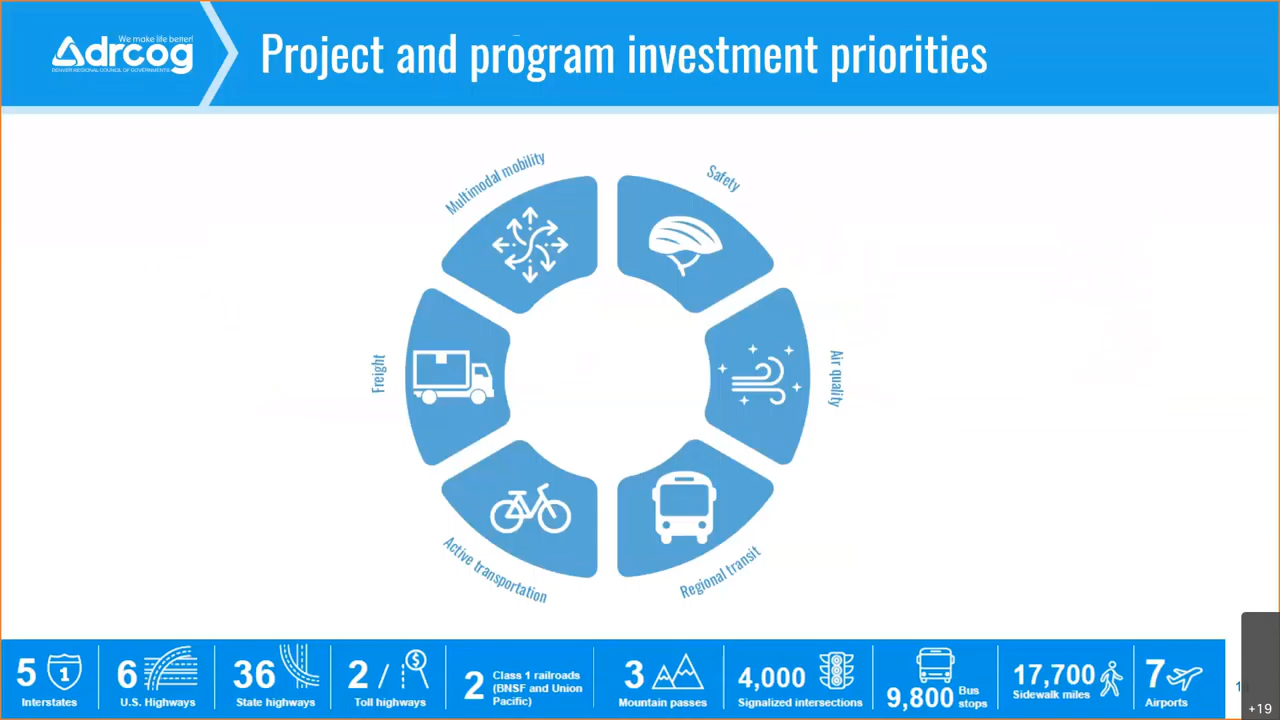 We make life better!
drcog
DENVER REGIONAL COUNCIL OF GOVERNMENTS
Project and program investment priorities
Multimodal mobility
Safety
Freight
Air quality
Active transportation
Regional transit
5
1
Interstates
6
U.S. Highways
36
State highways
2
$
Toll highways
2
Class 1 railroads
(BNSF and Union
Pacific)
3
Mountain passes
4,000
Signalized intersections
9,800
Bus
stops
17,700
Sidewalk miles
7
Airports
+19